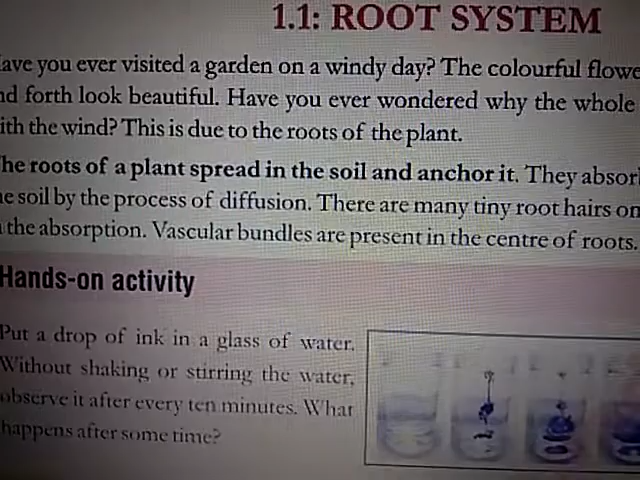 1.1: ROOT SYSTEM
ave you ever visited a garden on a windy day? The colourful flowe
nd forth look beautiful. Have you ever wondered why the whole
ith the wind? This is due to the roots of the plant.
he roots of a plant spread in the soil and anchor it. They absor
e soil by the process of diffusion. There are many tiny root hairs on
the absorption. Vascular bundles are present in the centre of roots.
Hands-on activity
Put a drop of ink in a glass of water.
Without shaking or stirring the water,
observe it after every ten minutes. What
happens after some time?